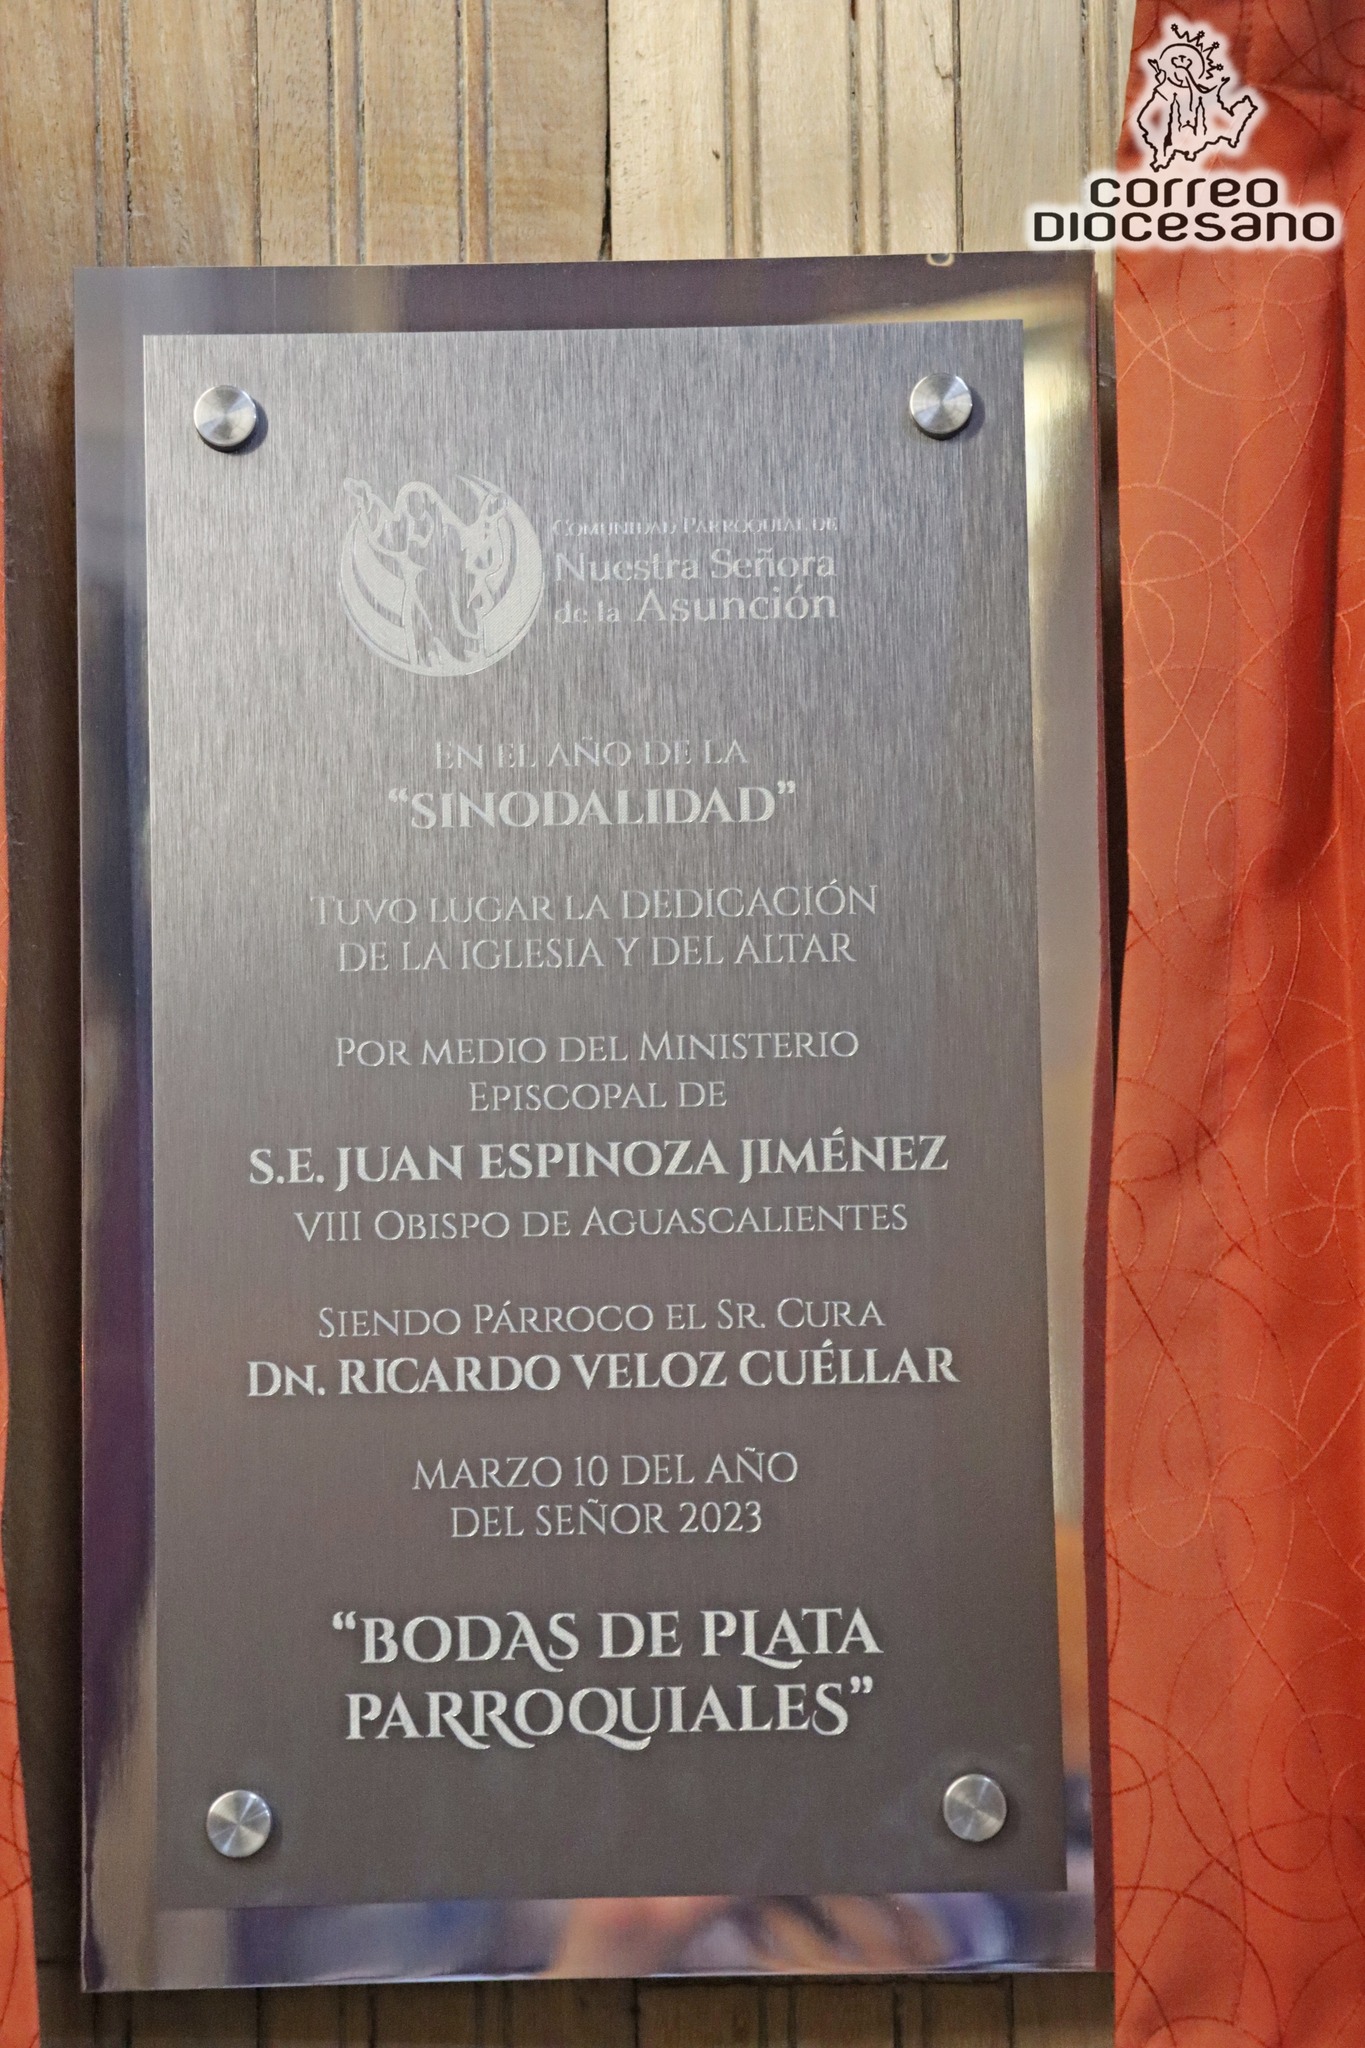 CORREO
DIOCESANO
COMUNIDAD PARROQUIAL DE
Nuestra Señora
de la Asunción
EN EL AÑO DE LA
“SINODALIDAD”
TUVO LUGAR LA DEDICACIÓN
DE LA IGLESIA Y DEL ALTAR
POR MEDIO DEL MINISTERIO
EPISCOPAL DE
S.E. JUAN ESPINOZA JIMÉNEZ
VIII OBISPO DE AGUASCALIENTES
SIENDO PÁRROCO EL SR. CURA
DN. RICARDO VELOZ CUÉLLAR
MARZO 10 DEL AÑO
DEL SEÑOR 2023
“BODAS DE PLATA
PARROQUIALES”